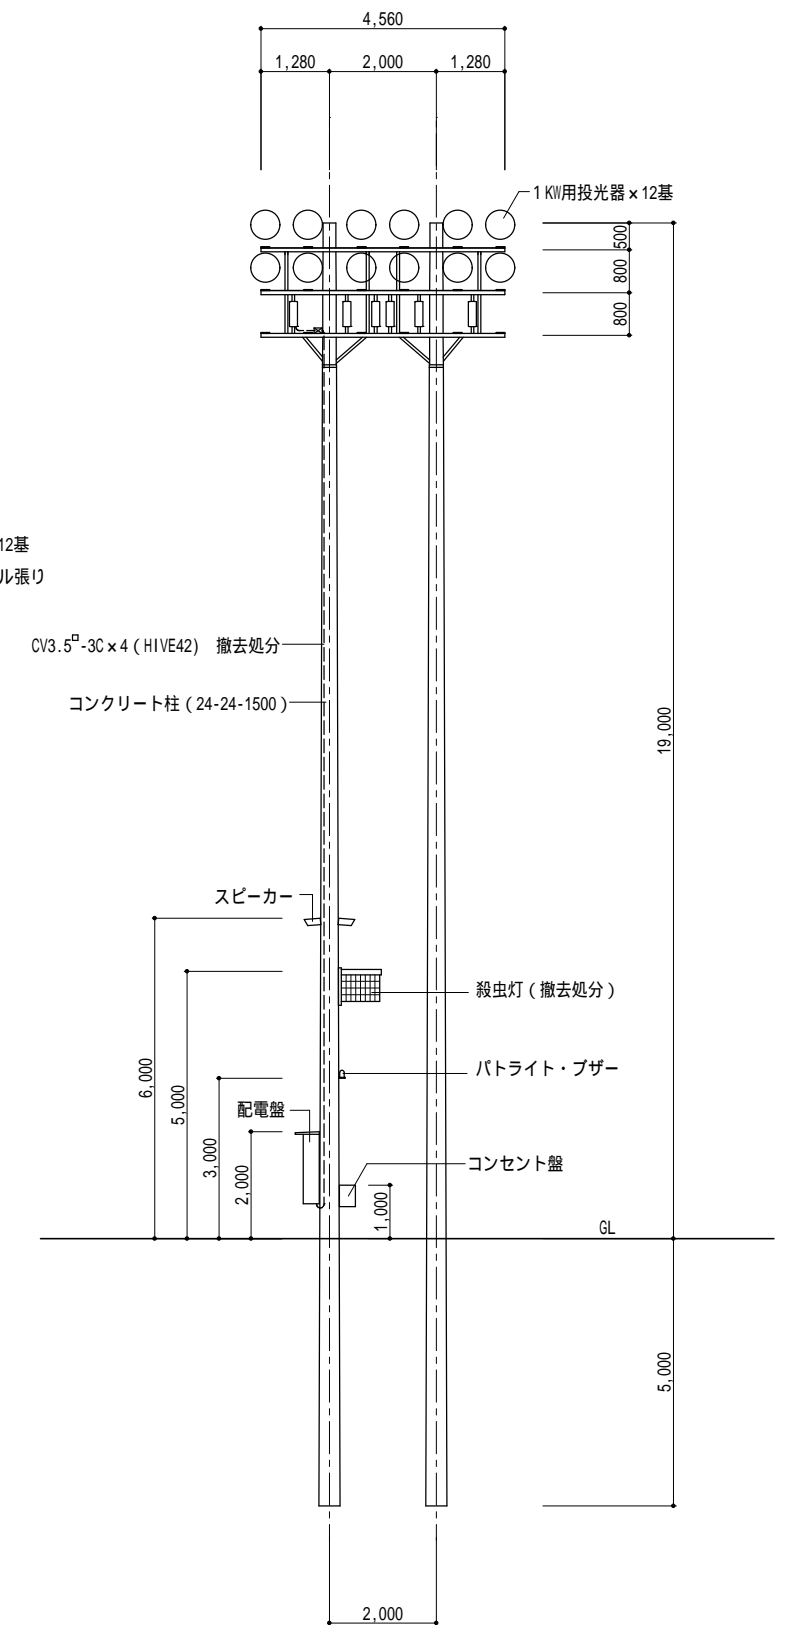 4,560
1,280
2,000
1,280
1KW用投光器×12基
500
800
800
12基
ル張り
CV3.5□-3C×4(HIVE42) 撤去処分
コンクリート柱(24-24-1500)
19,000
スピーカー
殺虫灯(撤去処分)
パトライト・ブザー
6,000
5,000
配電盤
3,000
2,000
コンセント盤
1,000
GL
5,000
2,000